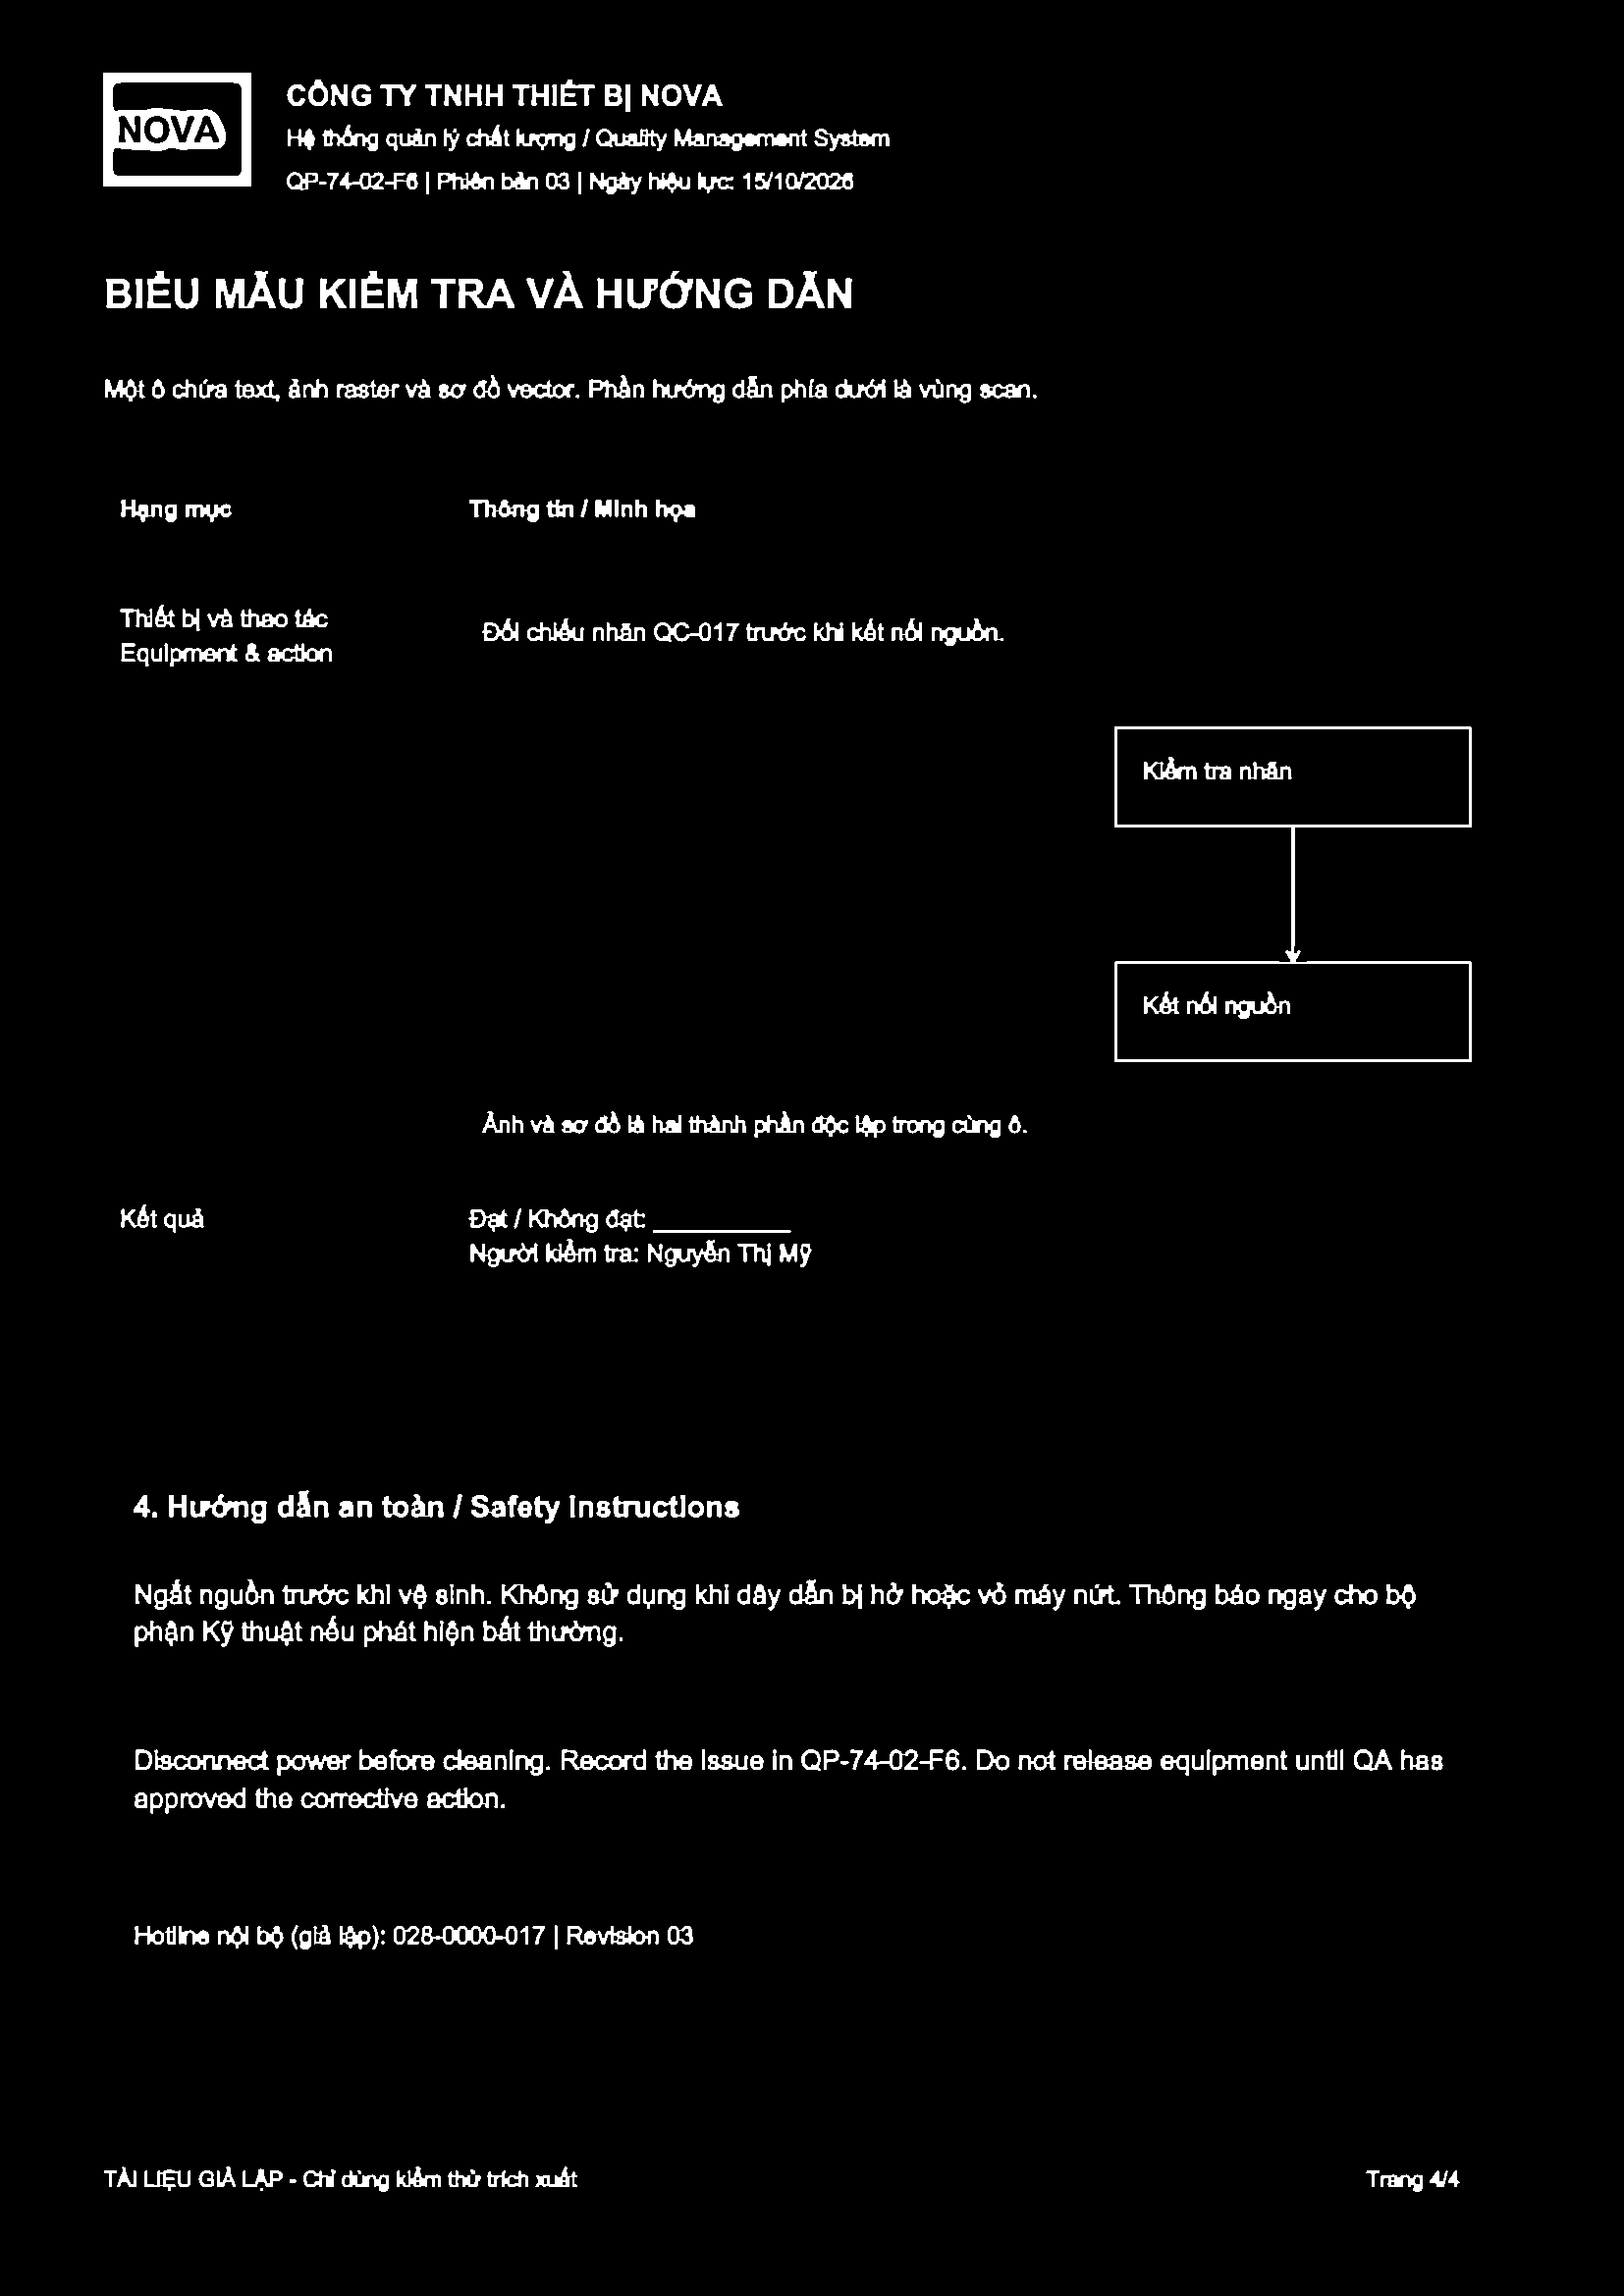 NOVA
CÔNG TY TNHH THIẾT BỊ NOVA
Hệ thống quản lý chất lượng / Quality Management System
QP-74-02-F6 | Phiên bản 03 | Ngày hiệu lực: 15/10/2026
BIỂU MẪU KIỂM TRA VÀ HƯỚNG DẪN
Một ô chứa text, ảnh raster và sơ đồ vector. Phần hướng dẫn phía dưới là vùng scan.
Hạng mục
Thông tin / Minh họa
Thiết bị và thao tác
Equipment & action
Đối chiếu nhãn QC-017 trước khi kết nối nguồn.
Kiểm tra nhãn
Kết nối nguồn
Ảnh và sơ đồ là hai thành phần độc lập trong cùng ô.
Kết quả
Đạt / Không đạt: __________
Người kiểm tra: Nguyễn Thị Mỹ
4. Hướng dẫn an toàn / Safety instructions
Ngắt nguồn trước khi vệ sinh. Không sử dụng khi dây dẫn bị hở hoặc vỏ máy nứt. Thông báo ngay cho bộ
phận Kỹ thuật nếu phát hiện bất thường.
Disconnect power before cleaning. Record the issue in QP-74-02-F6. Do not release equipment until QA has
approved the corrective action.
Hotline nội bộ (giả lập): 028-0000-017 | Revision 03
TÀI LIỆU GIẢ LẬP - Chỉ dùng kiểm thử trích xuất
Trang 4/4